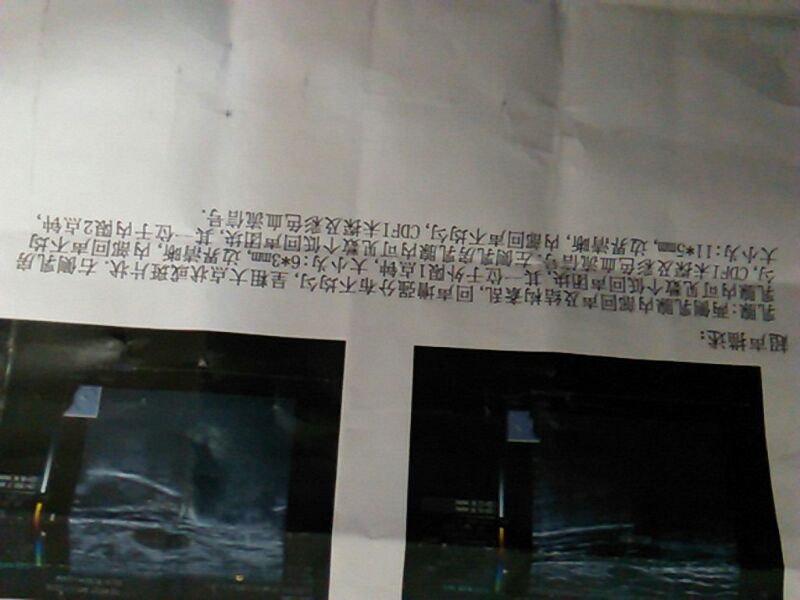 超声描述:
乳腺: 两侧乳腺内部回声及结构紊乱, 回声增强分布不均匀, 呈粗大点状或斑片状. 右侧乳房
乳腺内可见数个低回声团块, 其一位于外限1点钟, 大小为:6*3mm, 边界清晰, 内部回声不均
匀, CDFI未探及彩色血流信号. 左侧乳房乳腺内可见数个低回声团块, 其一位于内限2点钟,
大小为:11*5mm, 边界清晰, 内部回声不均匀, CDFI未探及彩色血流信号.